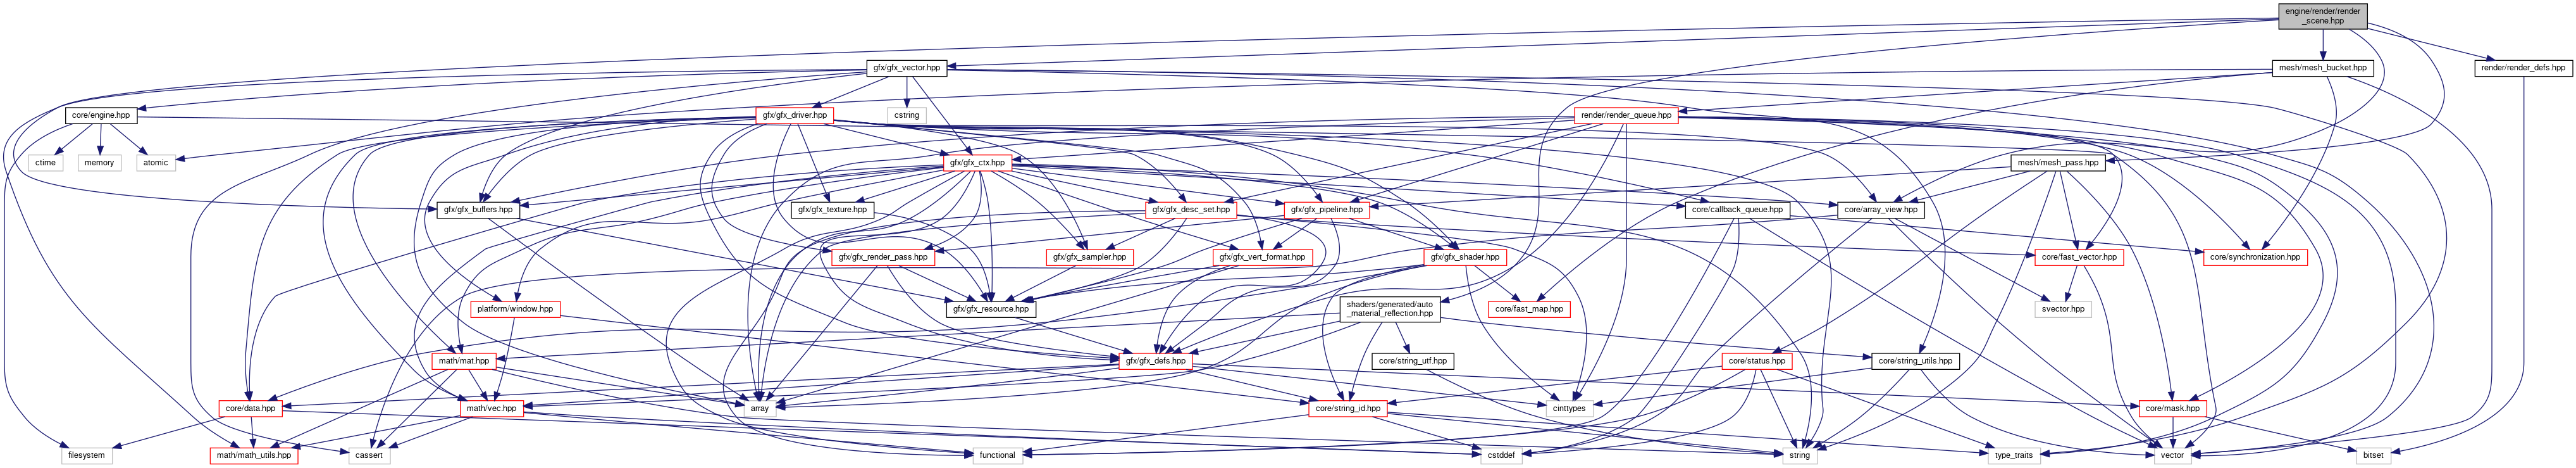 engine/render/render
_scene.hpp
gfx/gfx_vector.hpp
mesh/mesh_bucket.hpp
render/render_defs.hpp
core/engine.hpp
gfx/gfx_driver.hpp
cstring
render/render_queue.hpp
ctime
memory
atomic
gfx/gfx_ctx.hpp
mesh/mesh_pass.hpp
gfx/gfx_buffers.hpp
gfx/gfx_texture.hpp
gfx/gfx_desc_set.hpp
gfx/gfx_pipeline.hpp
core/callback_queue.hpp
core/array_view.hpp
gfx/gfx_render_pass.hpp
gfx/gfx_sampler.hpp
gfx/gfx_vert_format.hpp
gfx/gfx_shader.hpp
core/fast_vector.hpp
core/synchronization.hpp
platform/window.hpp
gfx/gfx_resource.hpp
shaders/generated/auto
_material_reflection.hpp
core/fast_map.hpp
svector.hpp
math/mat.hpp
gfx/gfx_defs.hpp
core/string_utf.hpp
core/status.hpp
core/string_utils.hpp
core/data.hpp
math/vec.hpp
array
core/string_id.hpp
cinttypes
core/mask.hpp
filesystem
math/math_utils.hpp
cassert
functional
cstddef
string
type_traits
vector
bitset